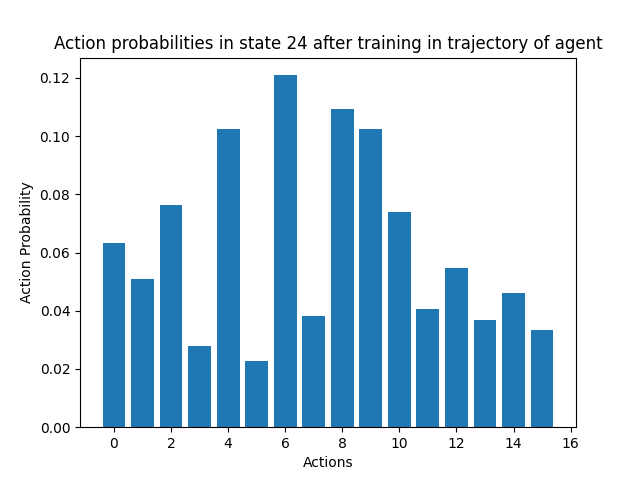 Action probabilities in state 24 after training in trajectory of agent
0.12
0.10
0.08
0.06
0.04
0.02
0.00
Action Probability
0 2 4 6 8 10 12 14 16
Actions